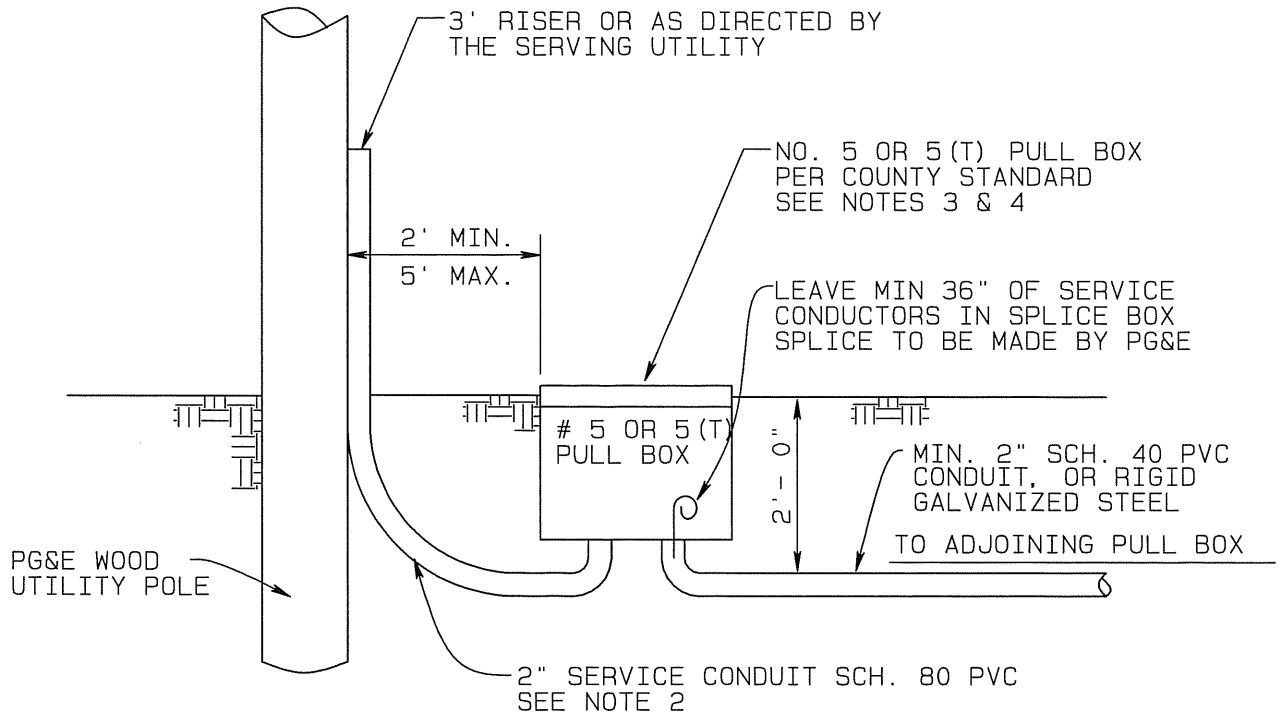 3' RISER OR AS DIRECTED BY
THE SERVING UTILITY
NO. 5 OR 5(T) PULL BOX
PER COUNTY STANDARD
SEE NOTES 3 & 4
2' MIN.
5' MAX.
LEAVE MIN 36" OF SERVICE
CONDUCTORS IN SPLICE BOX
SPLICE TO BE MADE BY PG&E
# 5 OR 5(T)
PULL BOX
2'- 0"
MIN. 2" SCH. 40 PVC
CONDUIT, OR RIGID
GALVANIZED STEEL
TO ADJOINING PULL BOX
PG&E WOOD
UTILITY POLE
2" SERVICE CONDUIT SCH. 80 PVC
SEE NOTE 2